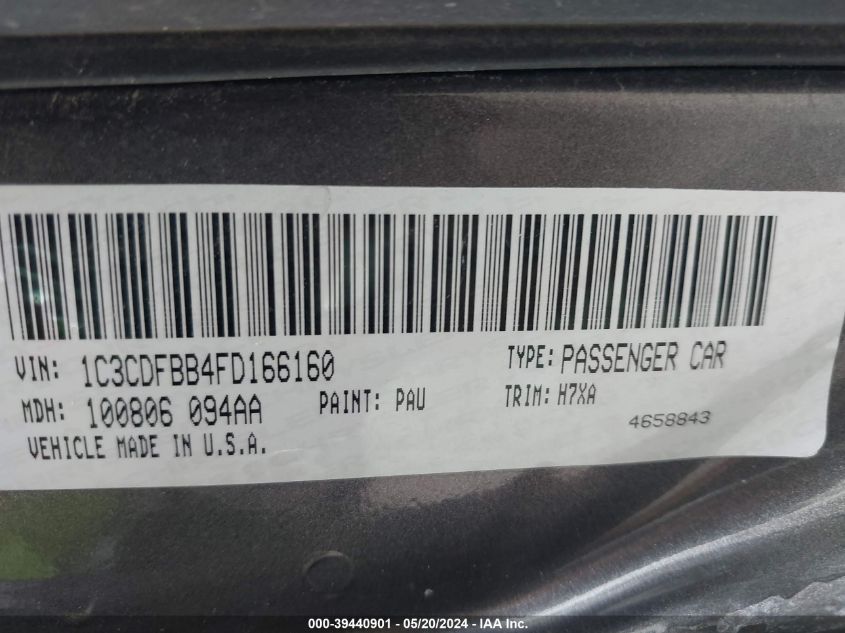 VIN: 1C3CDFBB4FD166160 TYPE: PASSENGER CAR
MDH: 100806 094AA PAINT: PAU TRIM: H7XA
VEHICLE MADE IN U.S.A. 4658843
000-39440901 - 05/20/2024 - IAA Inc.